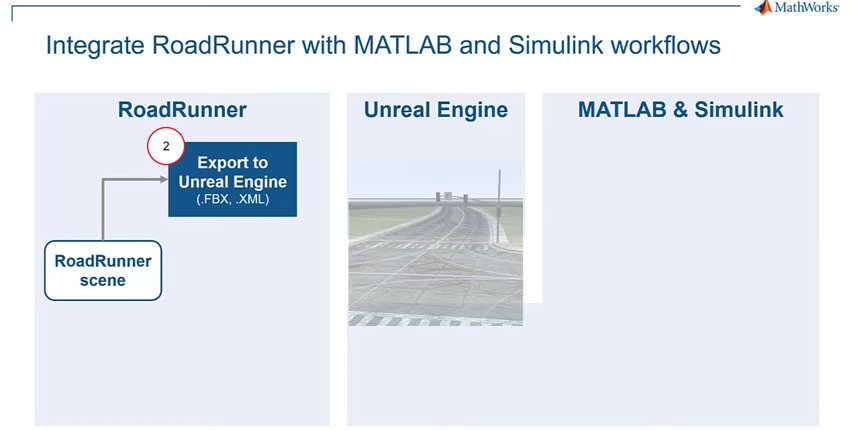 MathWorks
Integrate RoadRunner with MATLAB and Simulink workflows
RoadRunner
Unreal Engine
MATLAB & Simulink
2
Export to
Unreal Engine
(.FBX, .XML)
RoadRunner
scene